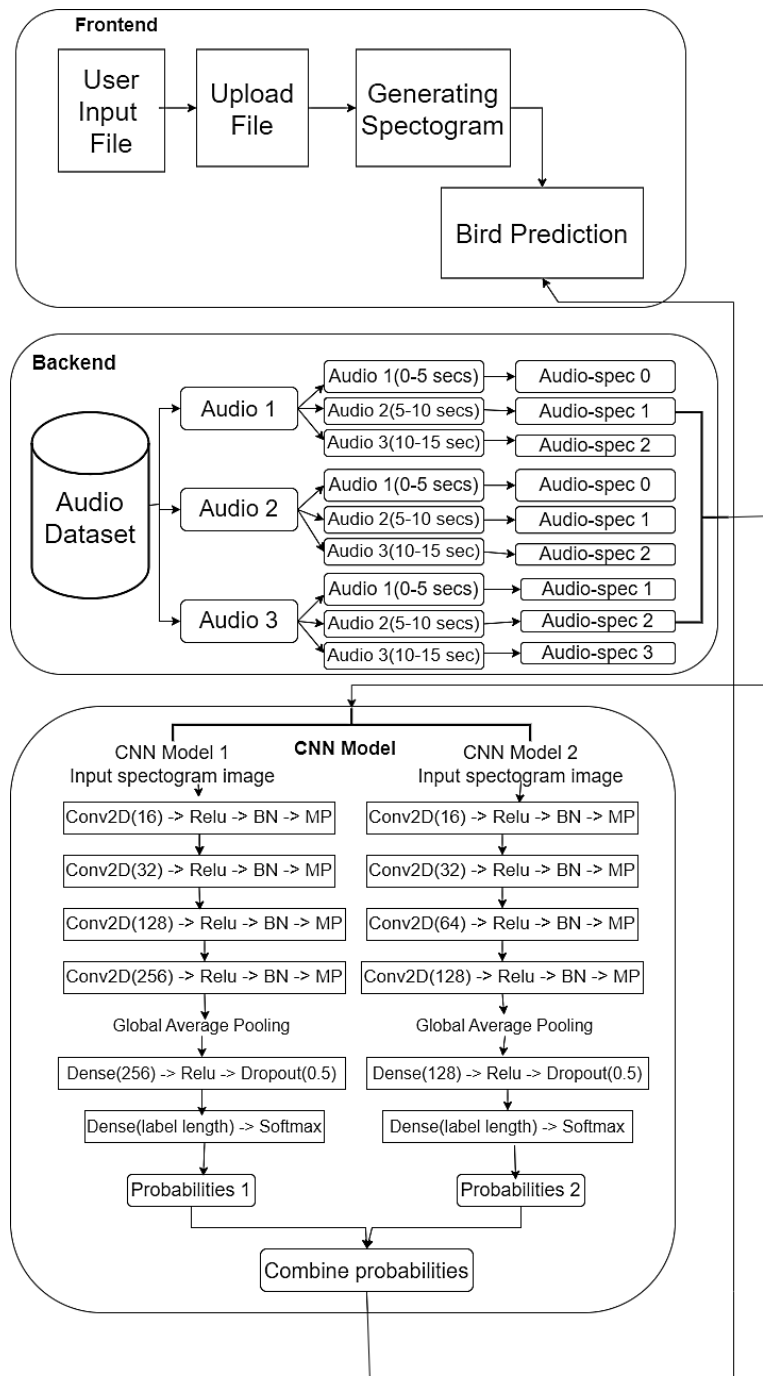 Frontend
User
Input
File
Upload
File
Generating
Spectogram
Bird Prediction
Backend
Audio
Dataset
Audio 1
Audio 1(0-5 secs)
Audio-spec 0
Audio 2(5-10 secs)
Audio-spec 1
Audio 3(10-15 sec)
Audio-spec 2
Audio 2
Audio 1(0-5 secs)
Audio-spec 0
Audio 2(5-10 secs)
Audio-spec 1
Audio 3(10-15 sec)
Audio-spec 2
Audio 3
Audio 1(0-5 secs)
Audio-spec 1
Audio 2(5-10 secs)
Audio-spec 2
Audio 3(10-15 sec)
Audio-spec 3
CNN Model
CNN Model 1
Input spectogram image
Conv2D(16) -> Relu -> BN -> MP
Conv2D(32) -> Relu -> BN -> MP
Conv2D(128) -> Relu -> BN -> MP
Conv2D(256) -> Relu -> BN -> MP
Global Average Pooling
Dense(256) -> Relu -> Dropout(0.5)
Dense(label length) -> Softmax
Probabilities 1
CNN Model 2
Input spectogram image
Conv2D(16) -> Relu -> BN -> MP
Conv2D(32) -> Relu -> BN -> MP
Conv2D(64) -> Relu -> BN -> MP
Conv2D(128) -> Relu -> BN -> MP
Global Average Pooling
Dense(128) -> Relu -> Dropout(0.5)
Dense(label length) -> Softmax
Probabilities 2
Combine probabilities